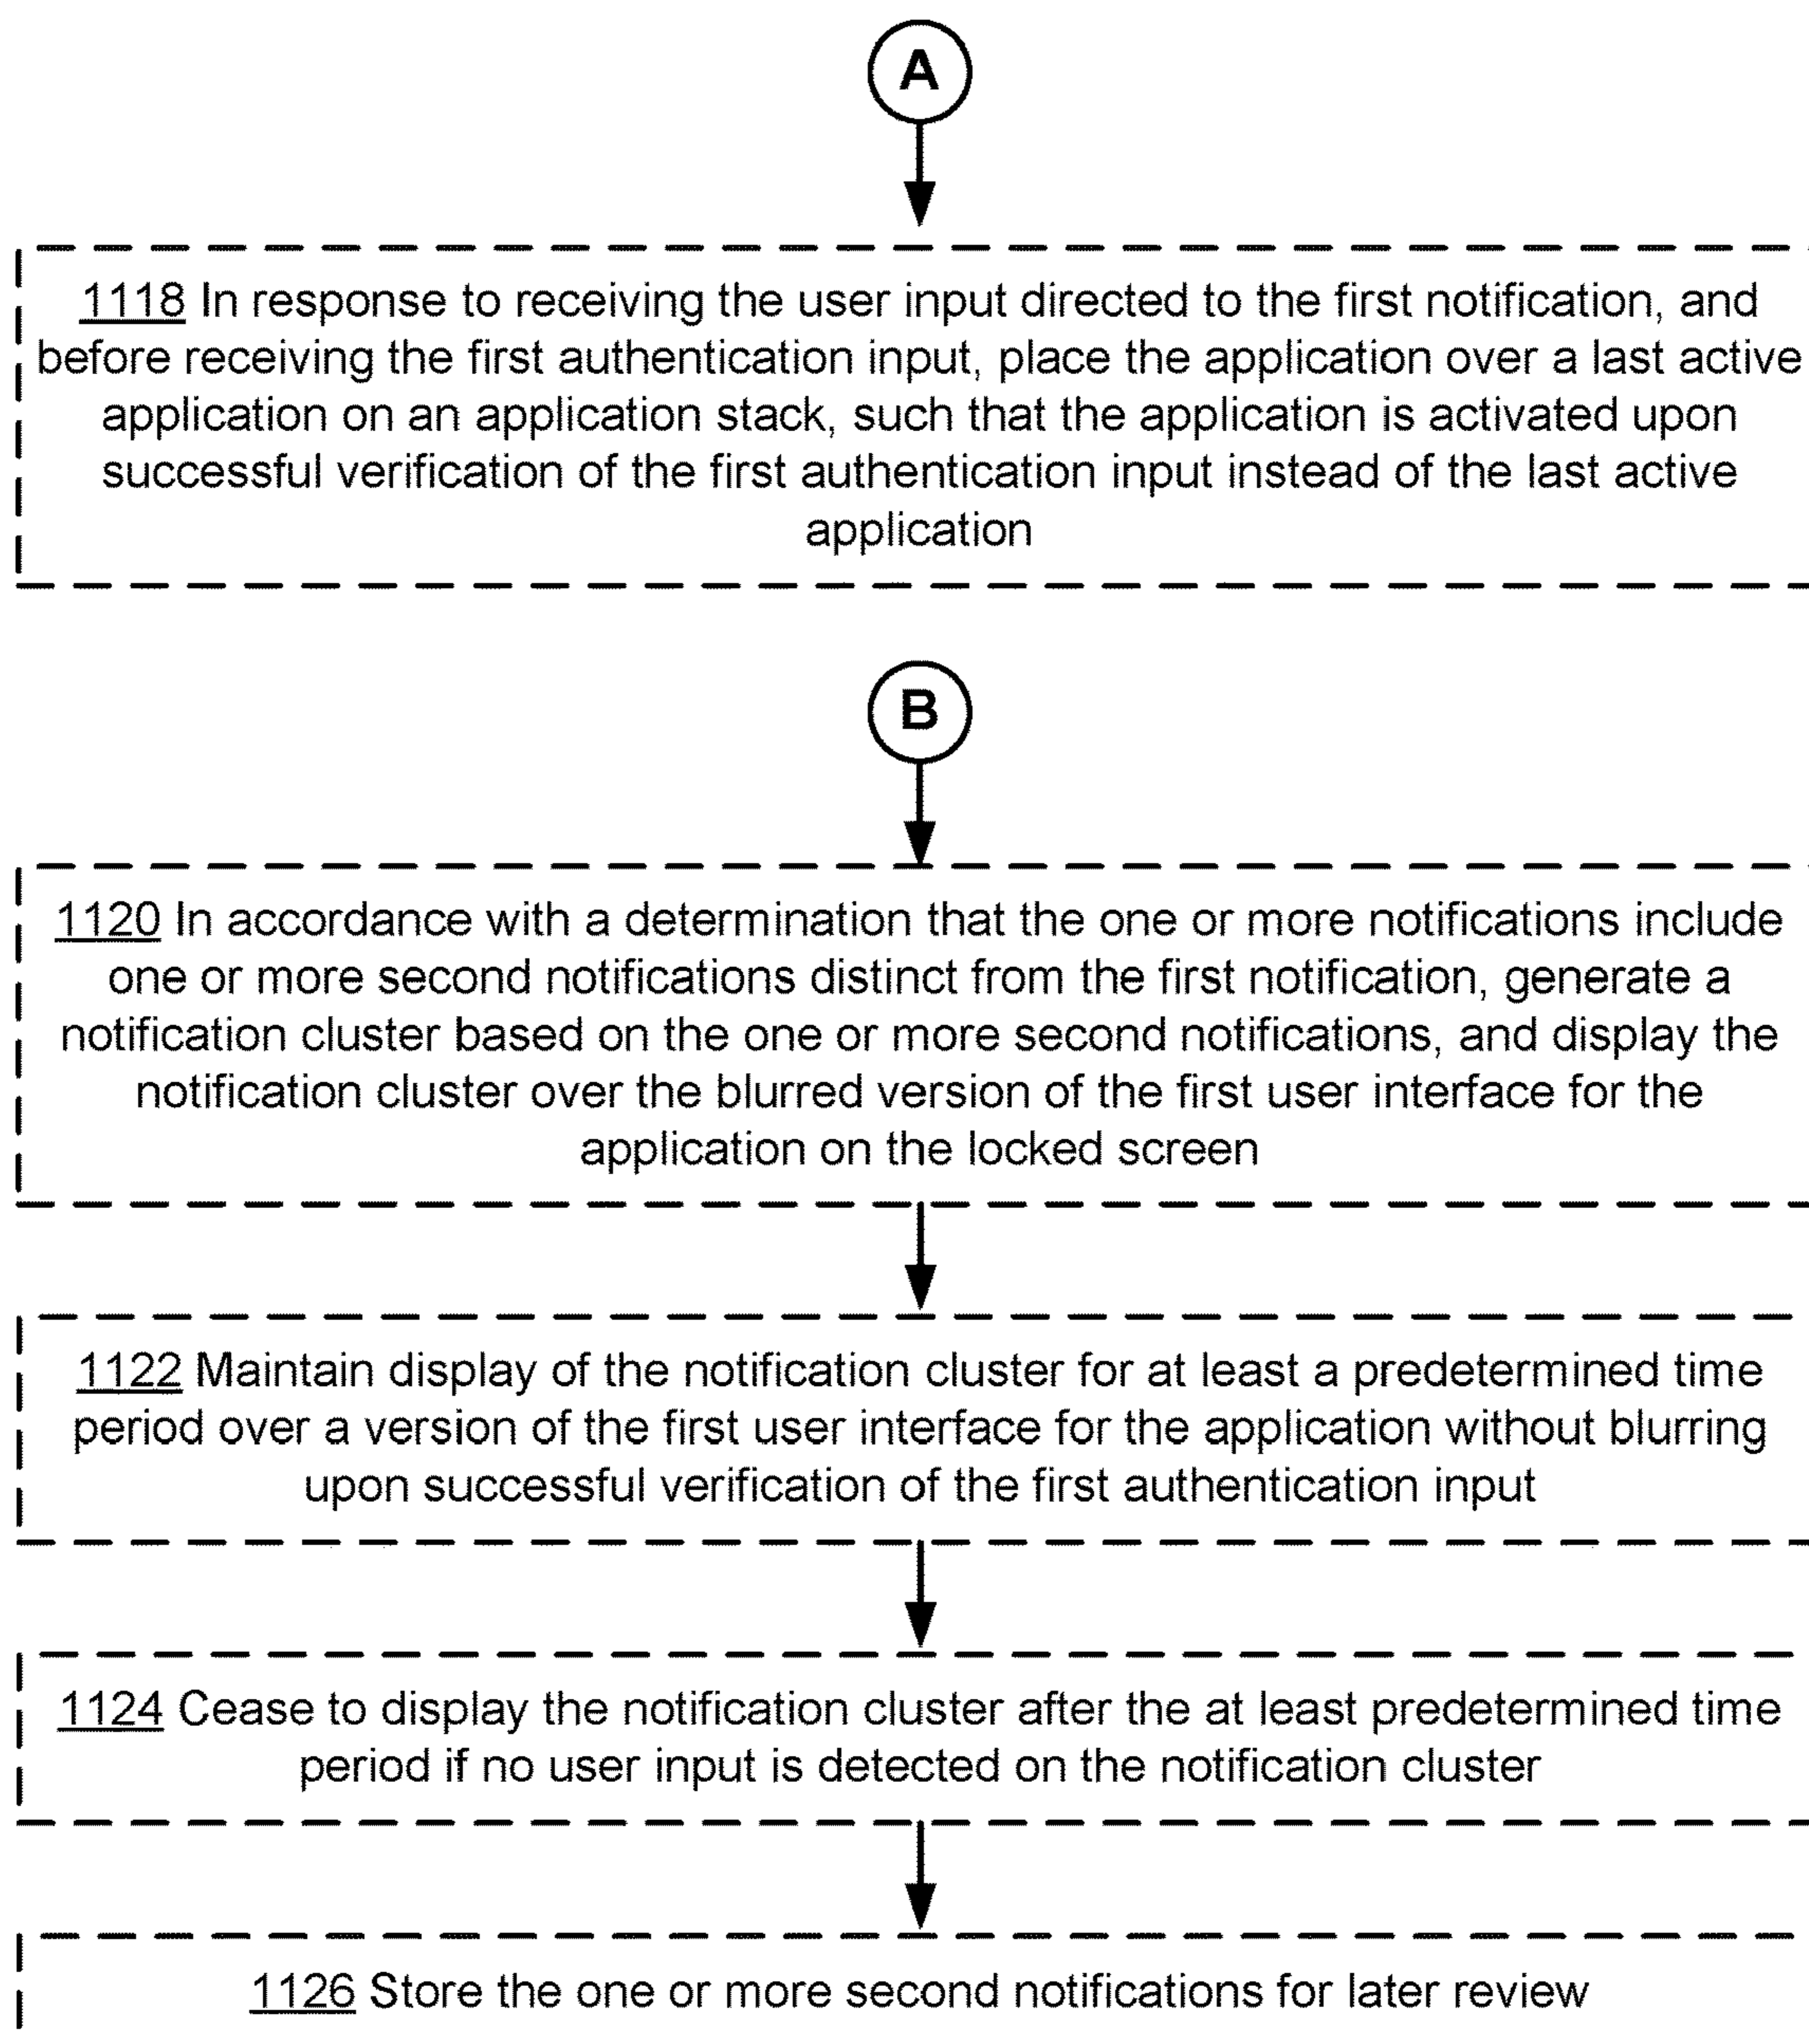 A
1118 In response to receiving the user input directed to the first notification, and
before receiving the first authentication input, place the application over a last active
application on an application stack, such that the application is activated upon
successful verification of the first authentication input instead of the last active
application
B
1120 In accordance with a determination that the one or more notifications include
one or more second notifications distinct from the first notification, generate a
notification cluster based on the one or more second notifications, and display the
notification cluster over the blurred version of the first user interface for the
application on the locked screen
1122 Maintain display of the notification cluster for at least a predetermined time
period over a version of the first user interface for the application without blurring
upon successful verification of the first authentication input
1124 Cease to display the notification cluster after the at least predetermined time
period if no user input is detected on the notification cluster
1126 Store the one or more second notifications for later review